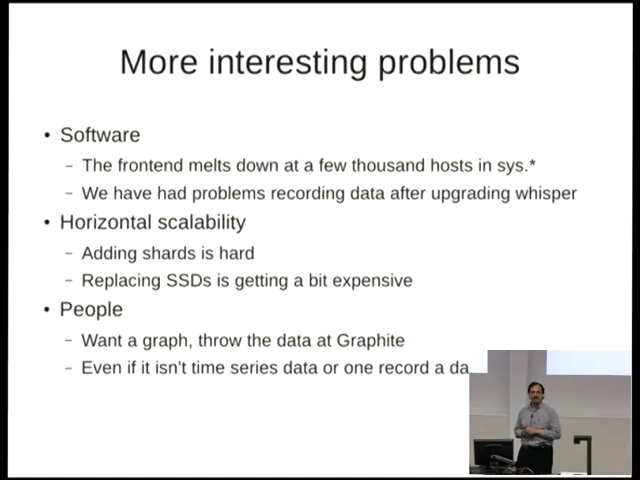 More interesting problems
• Software
– The frontend melts down at a few thousand hosts in sys.*
– We have had problems recording data after upgrading whisper
• Horizontal scalability
– Adding shards is hard
– Replacing SSDs is getting a bit expensive
• People
– Want a graph, throw the data at Graphite
– Even if it isn't time series data or one record a da